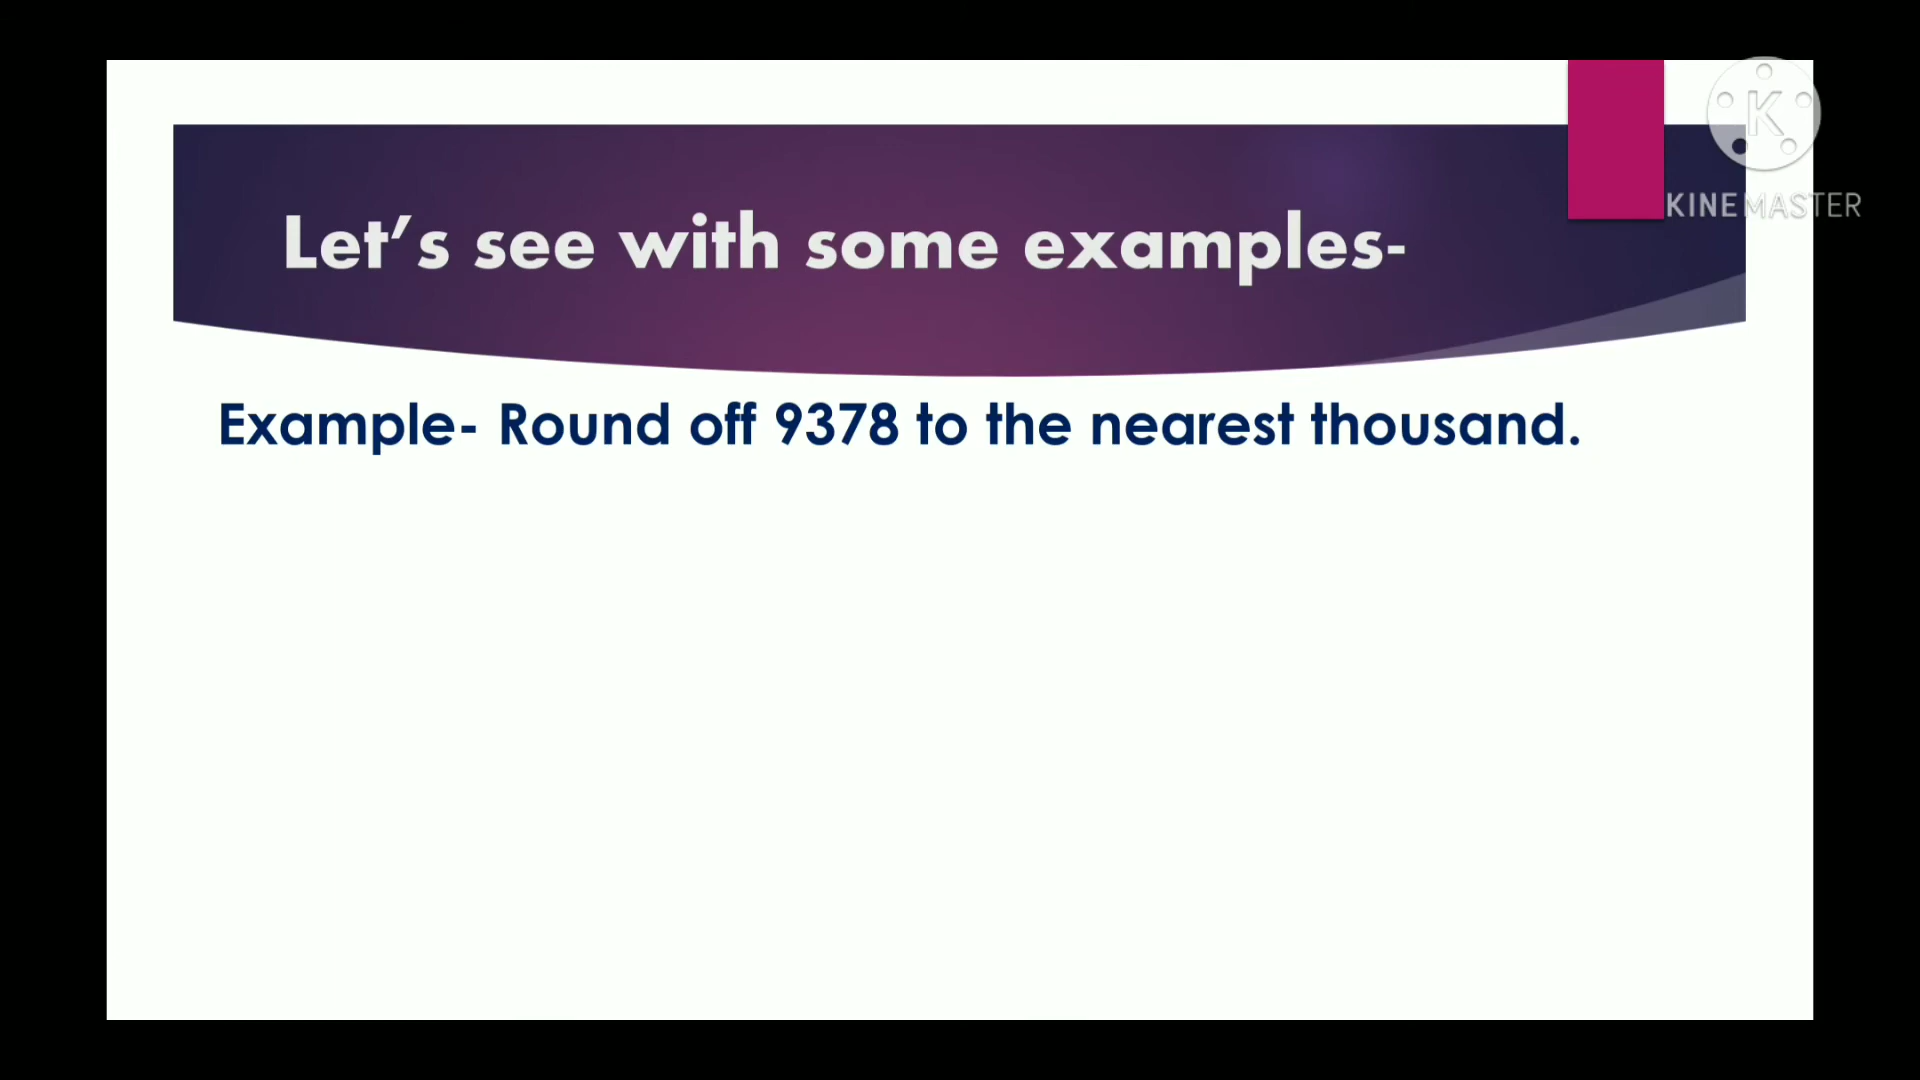 K
KINEMASTER
Let’s see with some examples-
Example- Round off 9378 to the nearest thousand.